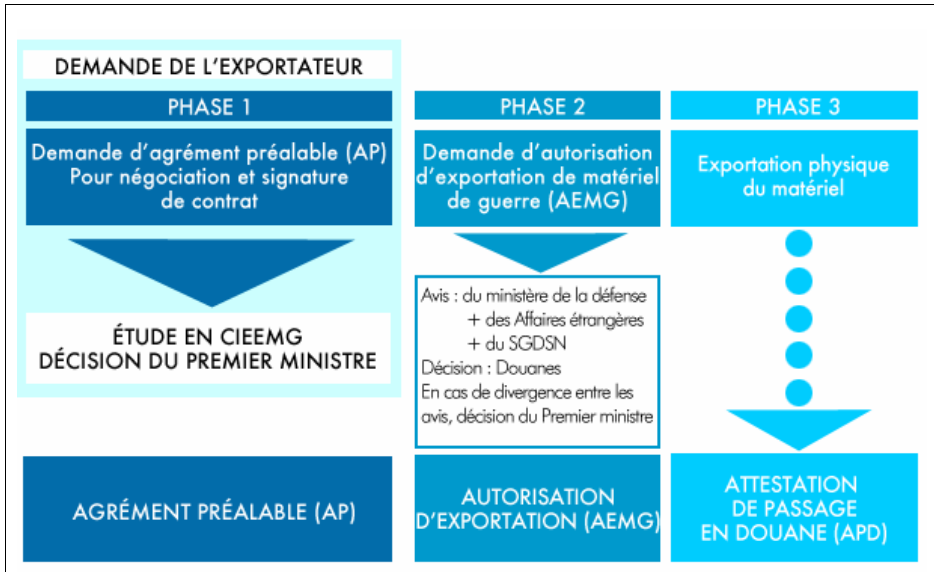 DEMANDE DE L'EXPORTATEUR
PHASE 1
Demande d'agrément préalable (AP)
Pour négociation et signature
de contrat
ÉTUDE EN CIEEMG
DÉCISION DU PREMIER MINISTRE
AGRÉMENT PRÉALABLE (AP)
PHASE 2
Demande d'autorisation
d'exportation de matériel
de guerre (AEMG)
Avis : du ministère de la défense
+ des Affaires étrangères
+ du SGDSN
Décision : Douanes
En cas de divergence entre les
avis, décision du Premier ministre
AUTORISATION
D'EXPORTATION (AEMG)
PHASE 3
Exportation physique
du matériel
ATTESTATION
DE PASSAGE
EN DOUANE (APD)